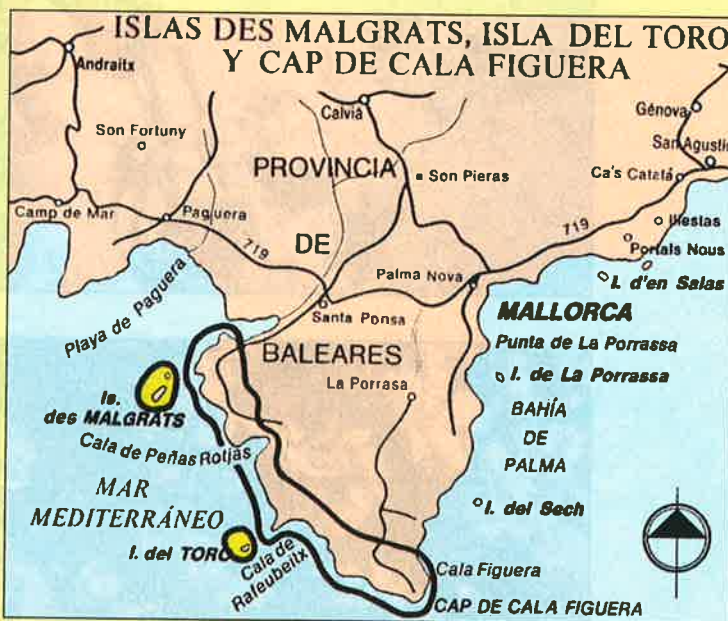 ISLAS DES MALGRATS, ISLA DEL TORO
Y CAP DE CALA FIGUERA
Andraitx
Calviá
Génova
Son Fortuny
San Agustín
PROVINCIA
Son Pieras
Ca's Catalá
Camp de Mar
Paguera
Illestas
719
DE
719
Portals Nous
Palma Nova
I. d'en Salas
Playa de Paguera
Santa Ponsa
MALLORCA
Punta de La Porrassa
BALEARES
I. de La Porrassa
La Porrasa
Is.
des MALGRATS
BAHÍA
DE
PALMA
Cala de Peñas Rotjas
MAR
MEDITERRÁNEO
I. del Sech
I. del TORO
Cala de
Rafeubeitx
Cala Figuera
CAP DE CALA FIGUERA